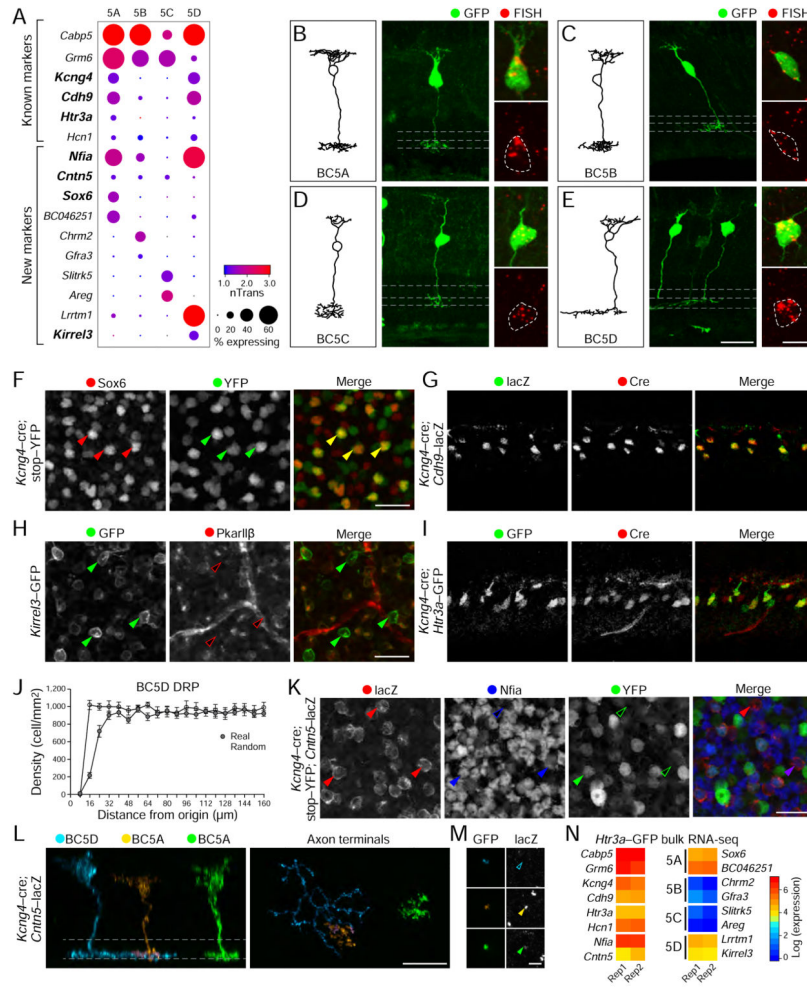 A
5A 5B 5C 5D
Known markers
Cabp5
Grm6
Kcng4
Cdh9
Htr3a
Hcn1
New markers
Nfia
Cntn5
Sox6
BC046251
Chrm2
Gfra3
Slitrk5
Areg
Lrrtm1
Kirrel3
1.0 2.0 3.0
nTrans
0 20 40 60
% expressing
B
GFP FISH
BC5A
C
GFP FISH
BC5B
D
BC5C
E
BC5D
F
Sox6 YFP Merge
Kcng4–cre;
stop–YFP
G
lacZ Cre Merge
Kcng4–cre;
Cdh9–lacZ
H
GFP PkarIIβ Merge
Kirrel3–GFP
I
GFP Cre Merge
Kcng4–cre;
Htr3a–GFP
J
BC5D DRP
Density (cell/mm²)
1,200
1,000
800
600
400
200
0
Real
Random
0 16 32 48 64 80 96 112 128 144 160
Distance from origin (µm)
K
lacZ Nfia YFP Merge
Kcng4–cre;
stop–YFP; Cntn5–lacZ
L
BC5D BC5A BC5A Axon terminals
Kcng4–cre;
Cntn5–lacZ
M
GFP lacZ
N
Htr3a–GFP bulk RNA-seq
Cabp5
Grm6
Kcng4
Cdh9
Htr3a
Hcn1
Nfia
Cntn5
Rep1 Rep2
5A
Sox6
BC046251
5B
Chrm2
Gfra3
5C
Slitrk5
Areg
5D
Lrrtm1
Kirrel3
Rep1 Rep2
7
6
5
4
3
2
1
0
Log (expression)